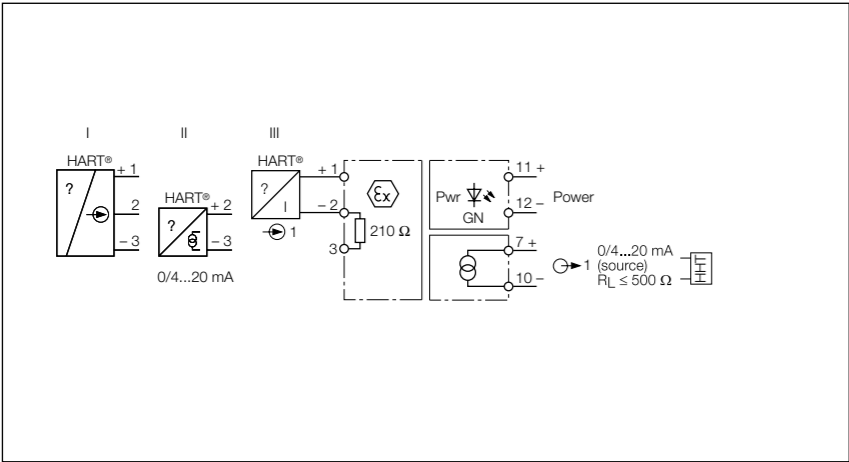 I II III
HART®
? + 1
2
– 3
HART®
? + 2
– 3
0/4...20 mA
HART®
? I
+ 1
– 2
1
3
210 Ω
Ex
Pwr
GN
11 +
12 – Power
7 +
10 –
1
0/4...20 mA
(source)
RL ≤ 500 Ω
HHT